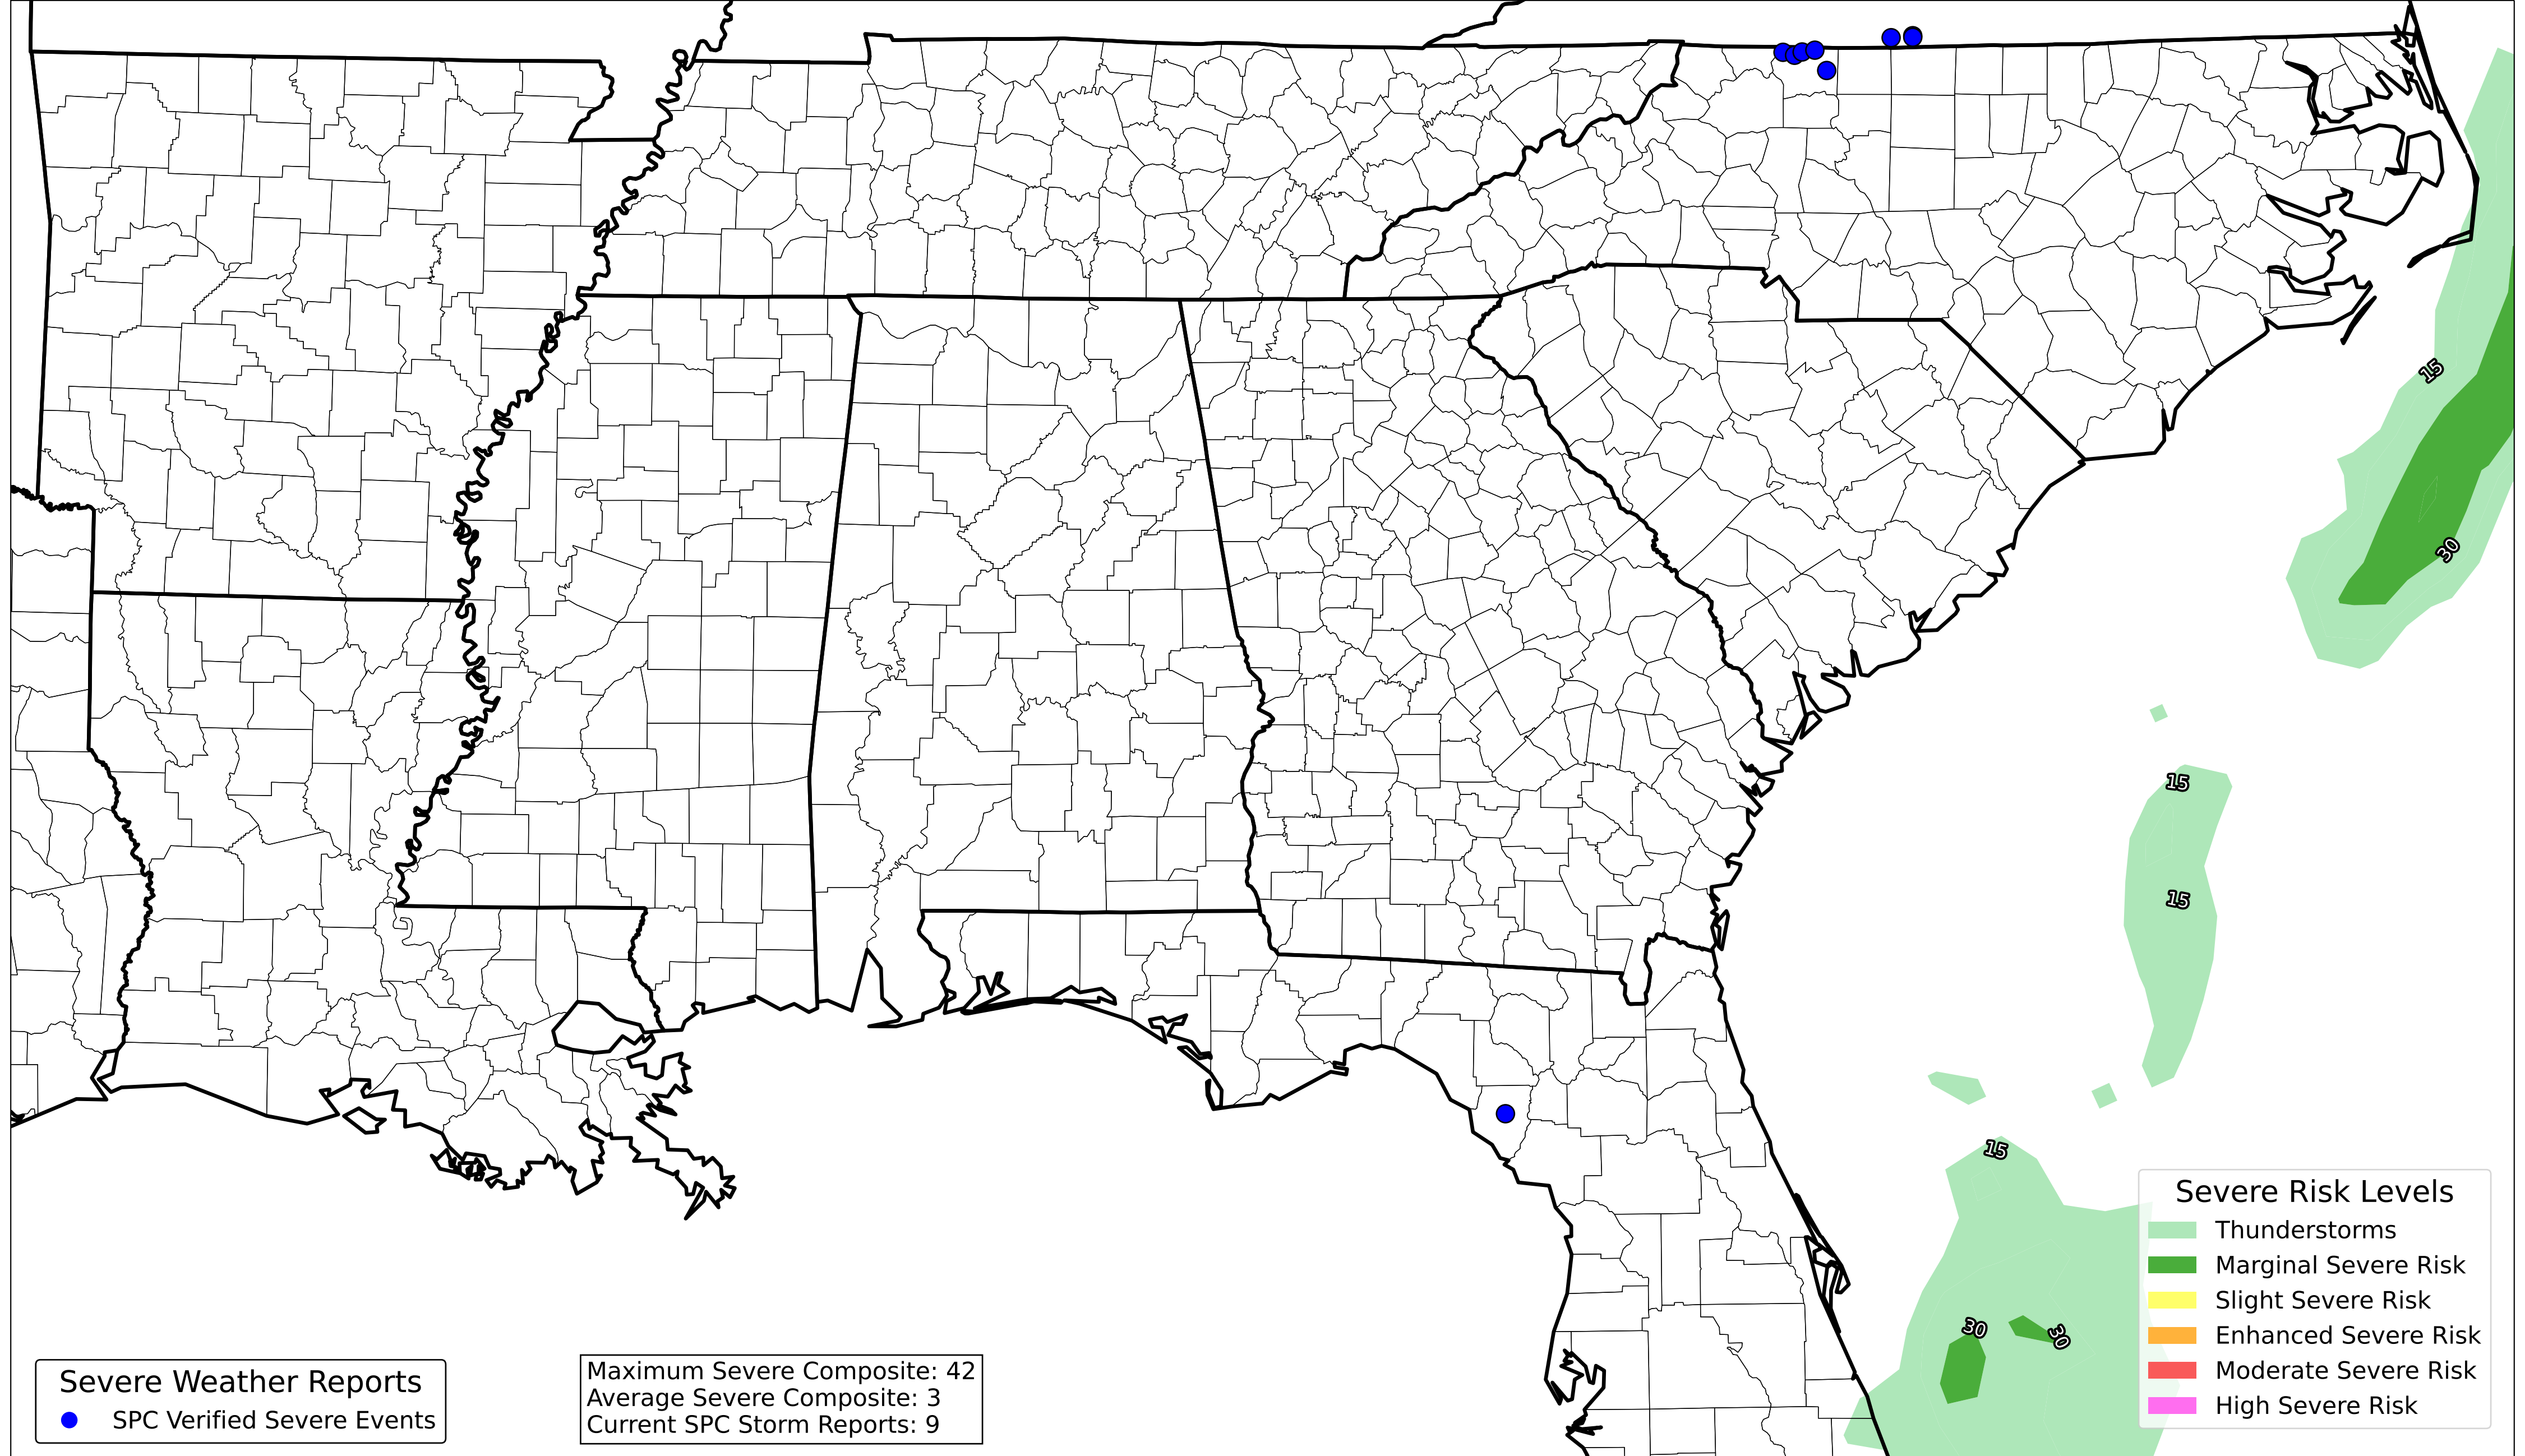 15
30
15
15
15
30
30
Severe Risk Levels
Thunderstorms
Marginal Severe Risk
Slight Severe Risk
Enhanced Severe Risk
Moderate Severe Risk
High Severe Risk
Severe Weather Reports
SPC Verified Severe Events
Maximum Severe Composite: 42
Average Severe Composite: 3
Current SPC Storm Reports: 9